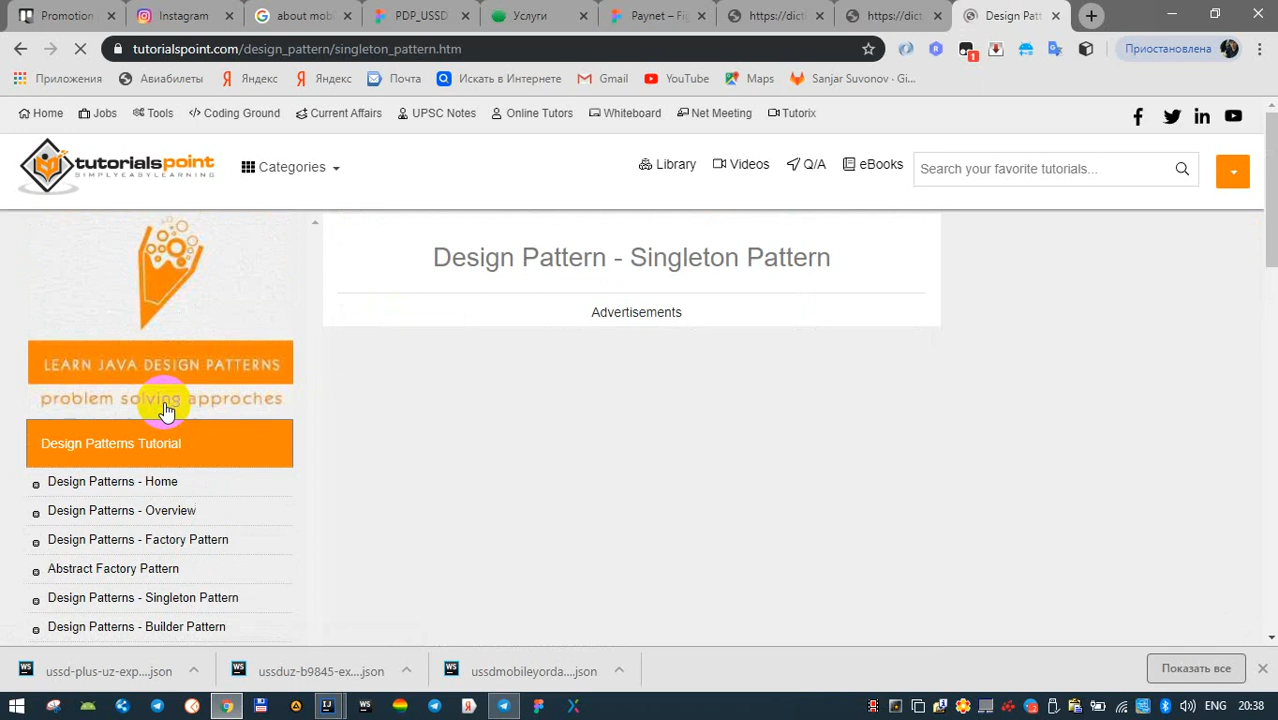 Promotion
Instagram
about mobi
PDP_USSD
Услуги
Paynet – Fig
https://dict
https://dict
Design Patt
tutorialspoint.com/design_pattern/singleton_pattern.htm
1
Приостановлена
Приложения
Авиабилеты
Яндекс
Яндекс
Почта
Искать в Интернете
Gmail
YouTube
Maps
Sanjar Suvonov · Gi...
Home
Jobs
Tools
Coding Ground
Current Affairs
UPSC Notes
Online Tutors
Whiteboard
Net Meeting
Tutorix
tutorialspoint
SIMPLYEASYLEARNING
Categories
Library
Videos
Q/A
eBooks
Search your favorite tutorials...
LEARN JAVA DESIGN PATTERNS
problem solving approches
Design Patterns Tutorial
Design Patterns - Home
Design Patterns - Overview
Design Patterns - Factory Pattern
Abstract Factory Pattern
Design Patterns - Singleton Pattern
Design Patterns - Builder Pattern
Design Pattern - Singleton Pattern
Advertisements
ussd-plus-uz-exp....json
ussduz-b9845-ex....json
ussdmobileyorda....json
Показать все
ENG
20:38